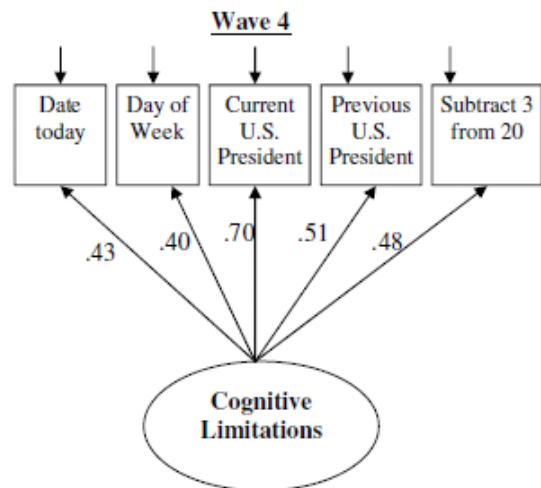 Wave 4
Date today
Day of Week
Current U.S. President
Previous U.S. President
Subtract 3 from 20
.43
.40
.70
.51
.48
Cognitive
Limitations